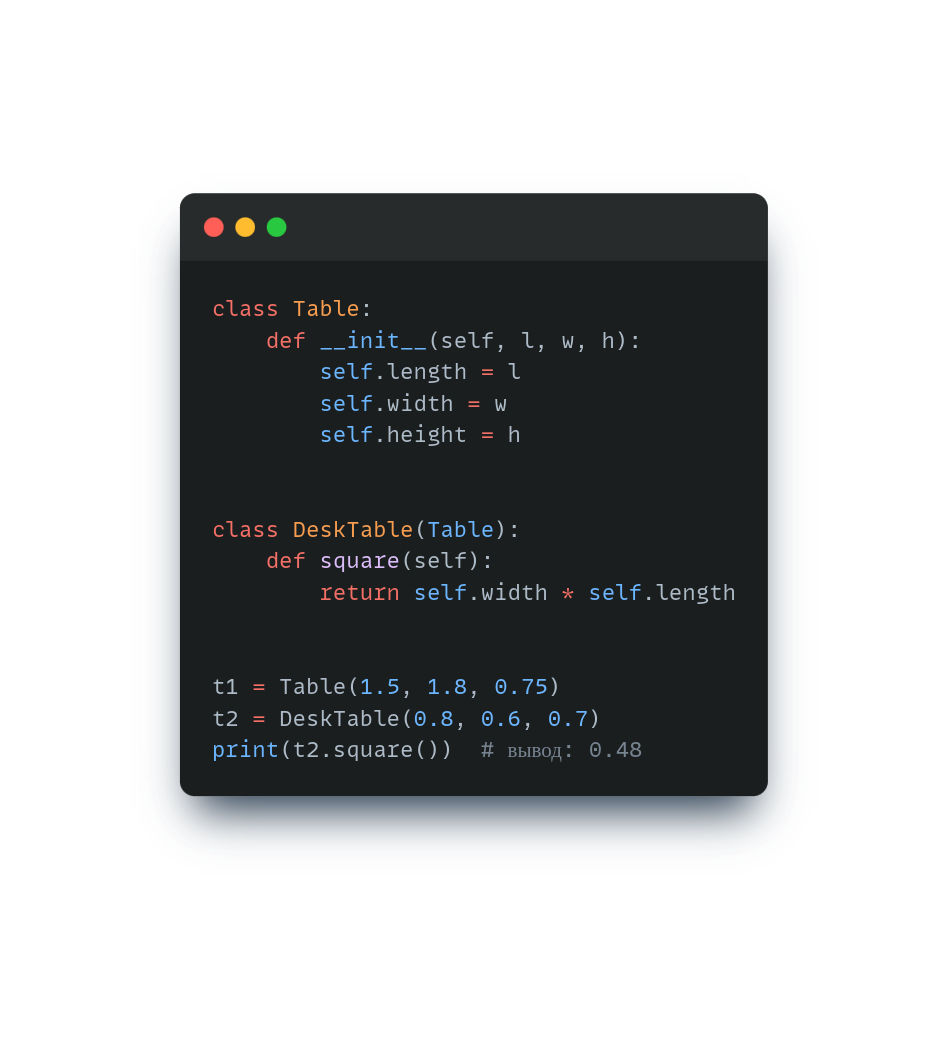 class Table:
    def __init__(self, l, w, h):
        self.length = l
        self.width = w
        self.height = h
class DeskTable(Table):
    def square(self):
        return self.width * self.length
t1 = Table(1.5, 1.8, 0.75)
t2 = DeskTable(0.8, 0.6, 0.7)
print(t2.square())  # вывод: 0.48